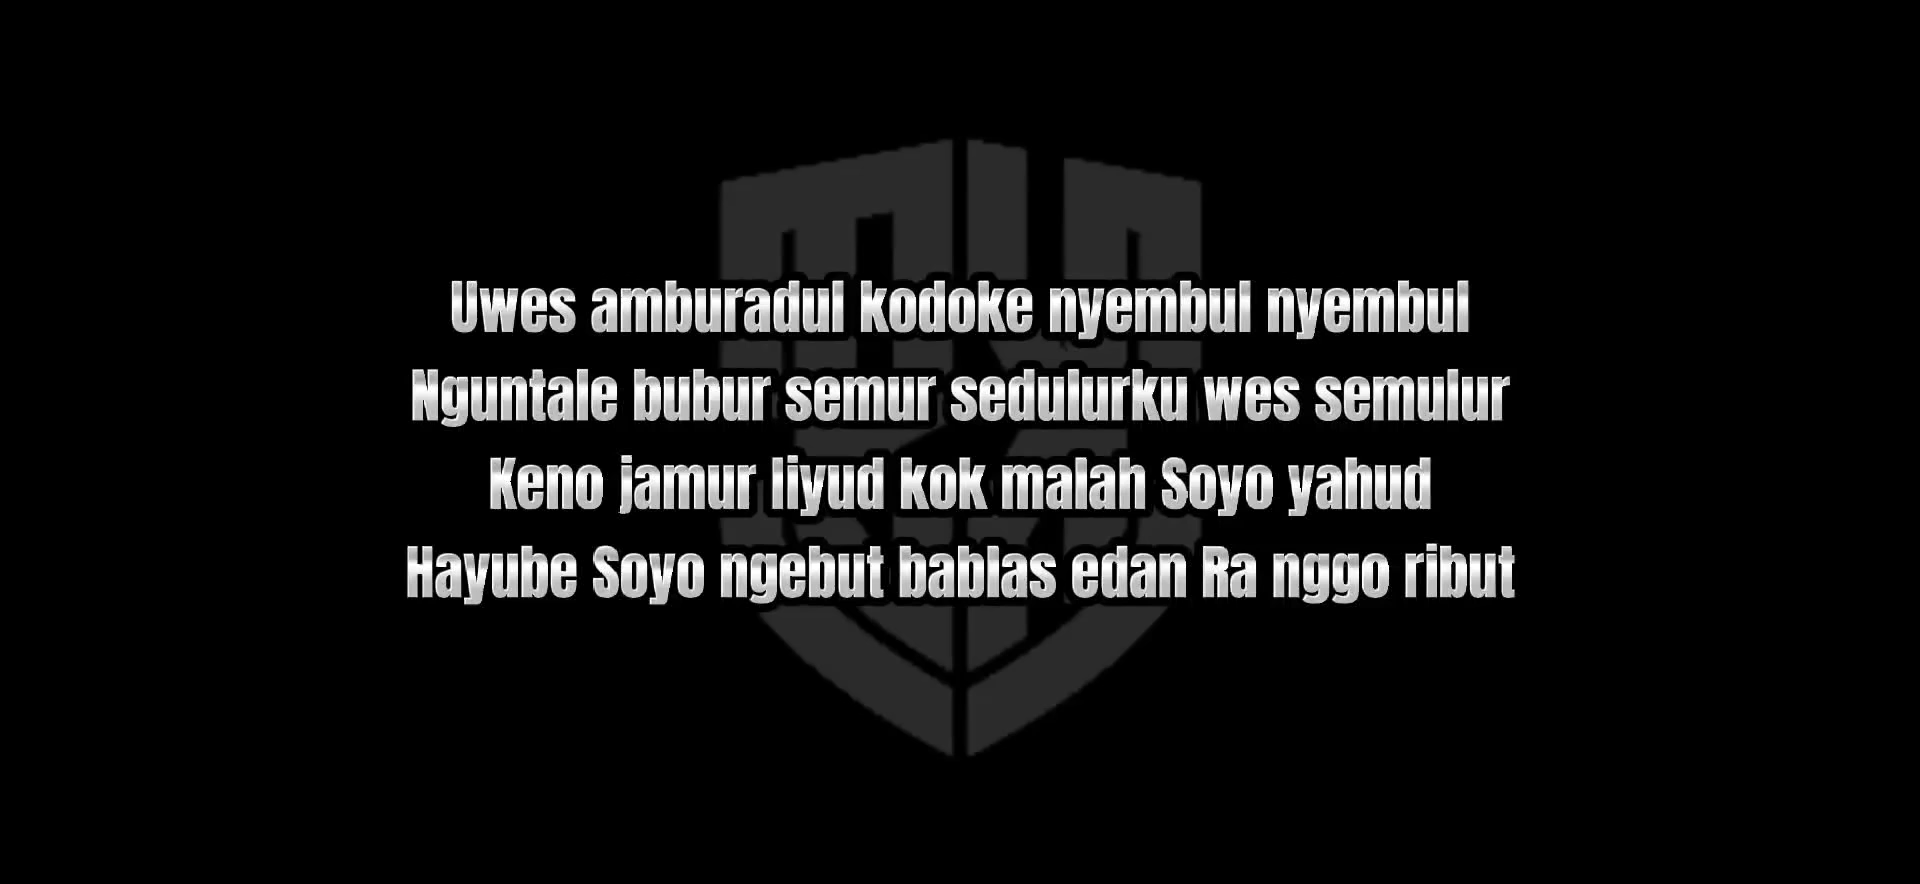 Uwes amburadul kodoke nyembul nyembul
Nguntale bubur semur sedulurku wes semulur
Keno jamur liyud kok malah Soyo yahud
Hayube Soyo ngebut bablas edan Ra nggo ribut